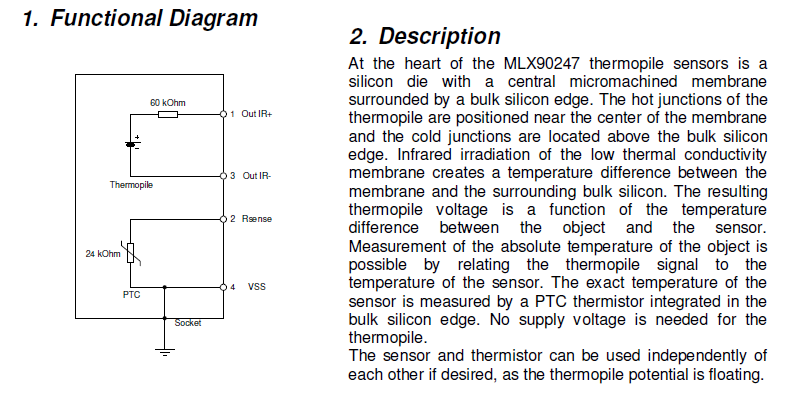 1. Functional Diagram
60 kOhm
1 Out IR+
+
-
3 Out IR-
Thermopile
2 Rsense
24 kOhm
4 VSS
PTC
Socket
2. Description
At the heart of the MLX90247 thermopile sensors is a
silicon die with a central micromachined membrane
surrounded by a bulk silicon edge. The hot junctions of the
thermopile are positioned near the center of the membrane
and the cold junctions are located above the bulk silicon
edge. Infrared irradiation of the low thermal conductivity
membrane creates a temperature difference between the
membrane and the surrounding bulk silicon. The resulting
thermopile voltage is a function of the temperature
difference between the object and the sensor.
Measurement of the absolute temperature of the object is
possible by relating the thermopile signal to the
temperature of the sensor. The exact temperature of the
sensor is measured by a PTC thermistor integrated in the
bulk silicon edge. No supply voltage is needed for the
thermopile.
The sensor and thermistor can be used independently of
each other if desired, as the thermopile potential is floating.